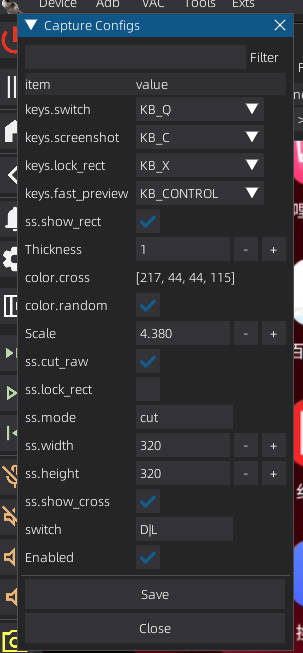 Device Adb VAC Tools Exts
Capture Configs
Filter
item value
keys.switch KB_Q
keys.screenshot KB_C
keys.lock_rect KB_X
keys.fast_preview KB_CONTROL
ss.show_rect
Thickness 1 - +
color.cross [217, 44, 44, 115]
color.random
Scale 4.380 - +
ss.cut_raw
ss.lock_rect
ss.mode cut
ss.width 320 - +
ss.height 320 - +
ss.show_cross
switch D|L
Enabled
Save
Close